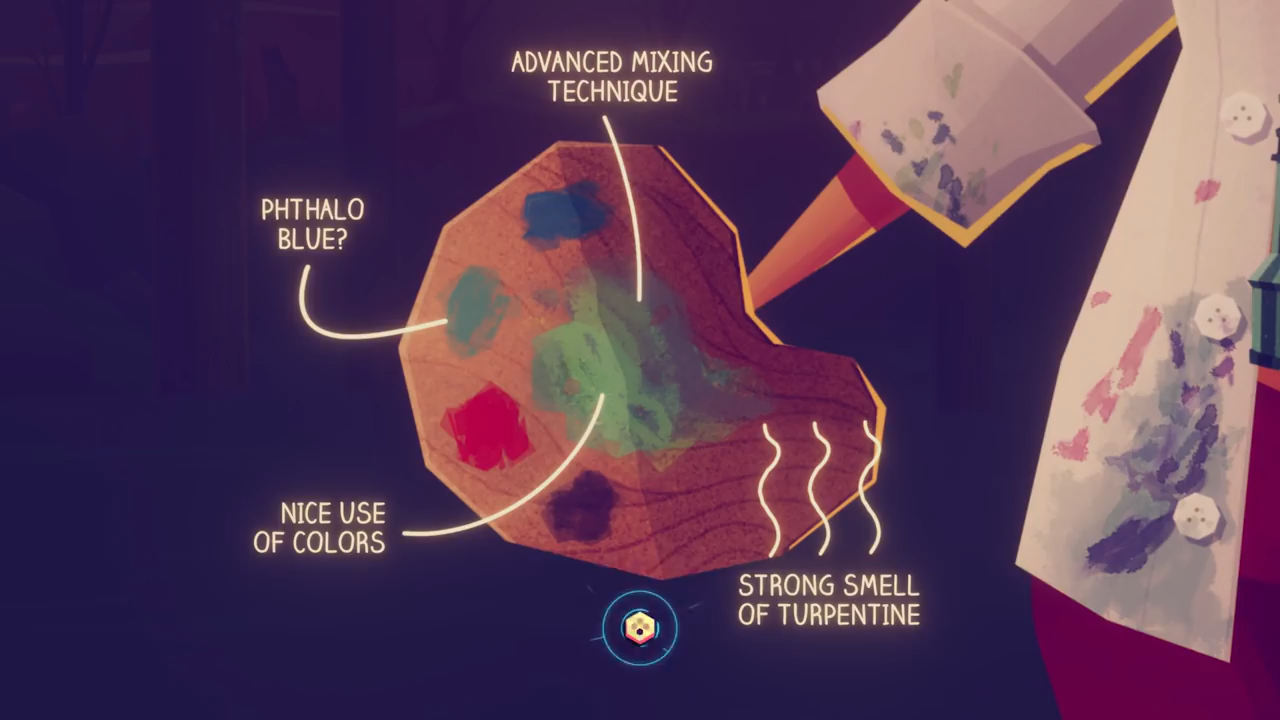 ADVANCED MIXING
TECHNIQUE
PHTHALO
BLUE?
NICE USE
OF COLORS
STRONG SMELL
OF TURPENTINE